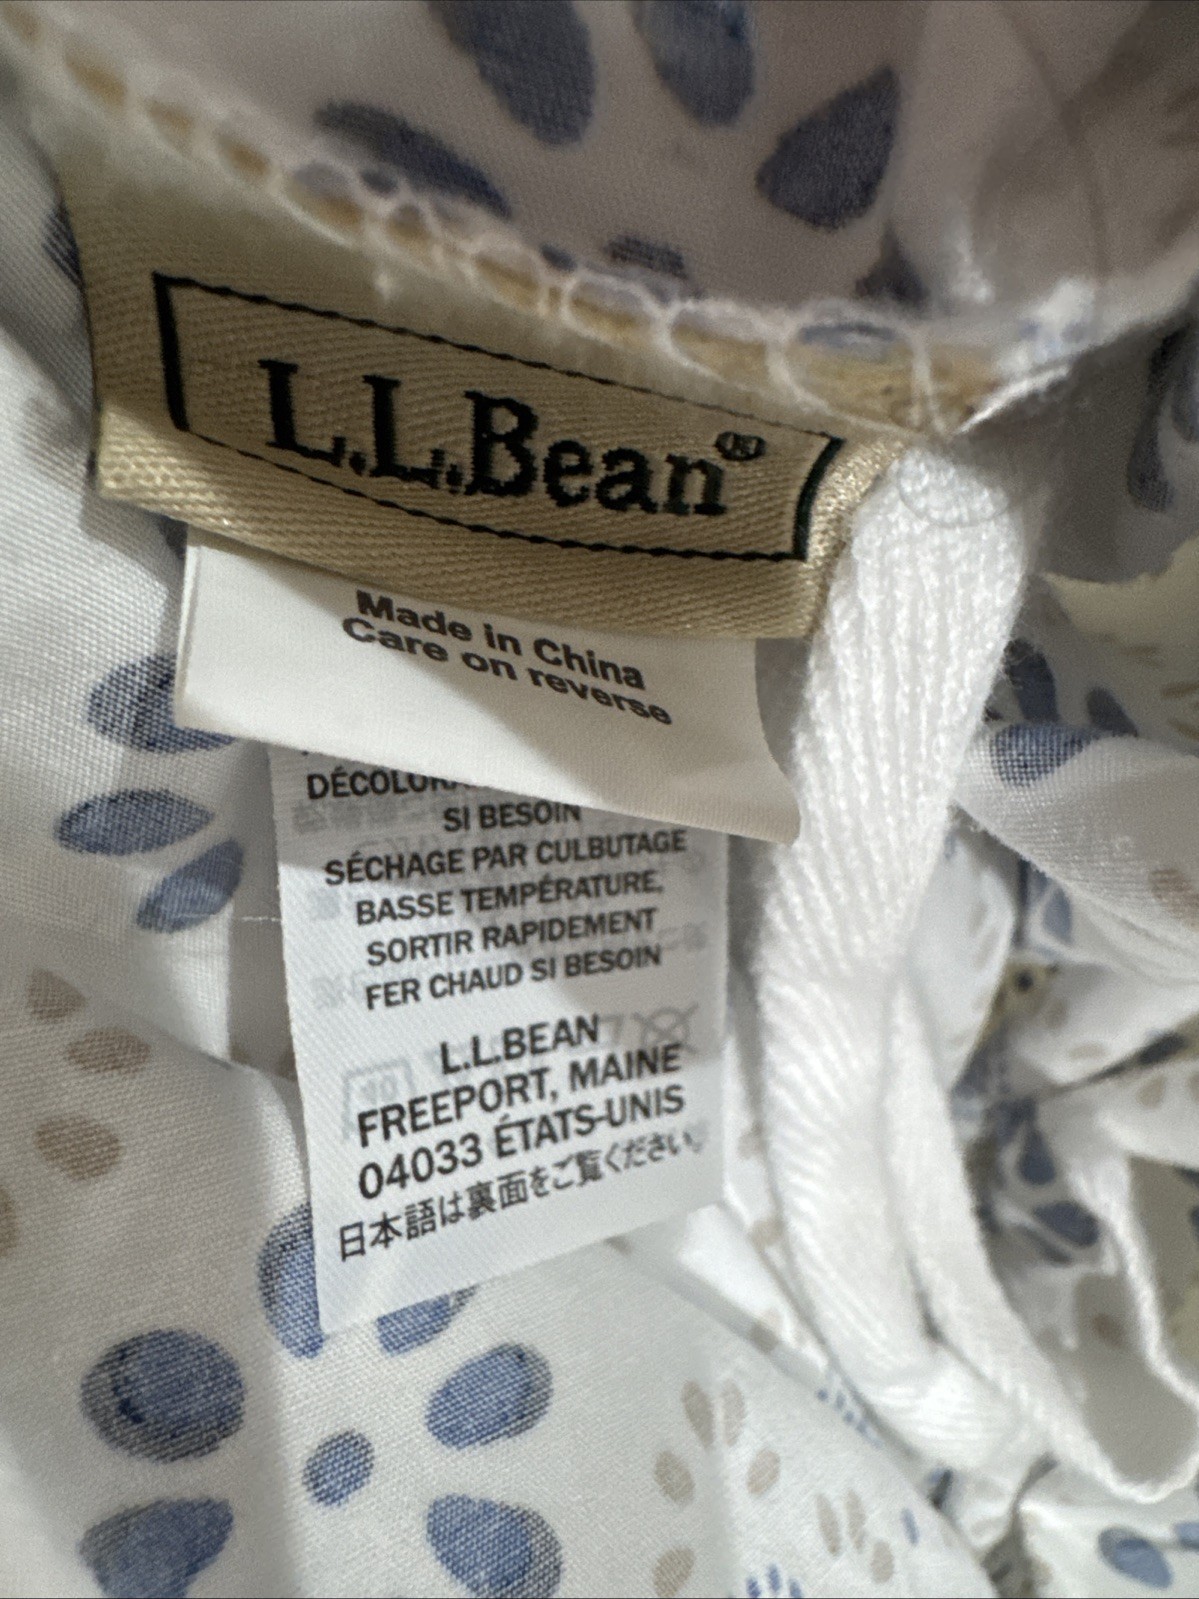 L.L.Bean®
Made in China
Care on reverse
SI BESOIN
SÉCHAGE PAR CULBUTAGE
BASSE TEMPÉRATURE,
SORTIR RAPIDEMENT
FER CHAUD SI BESOIN
L.L.BEAN
FREEPORT, MAINE
04033 ÉTATS-UNIS
日本語は裏面をご覧ください。